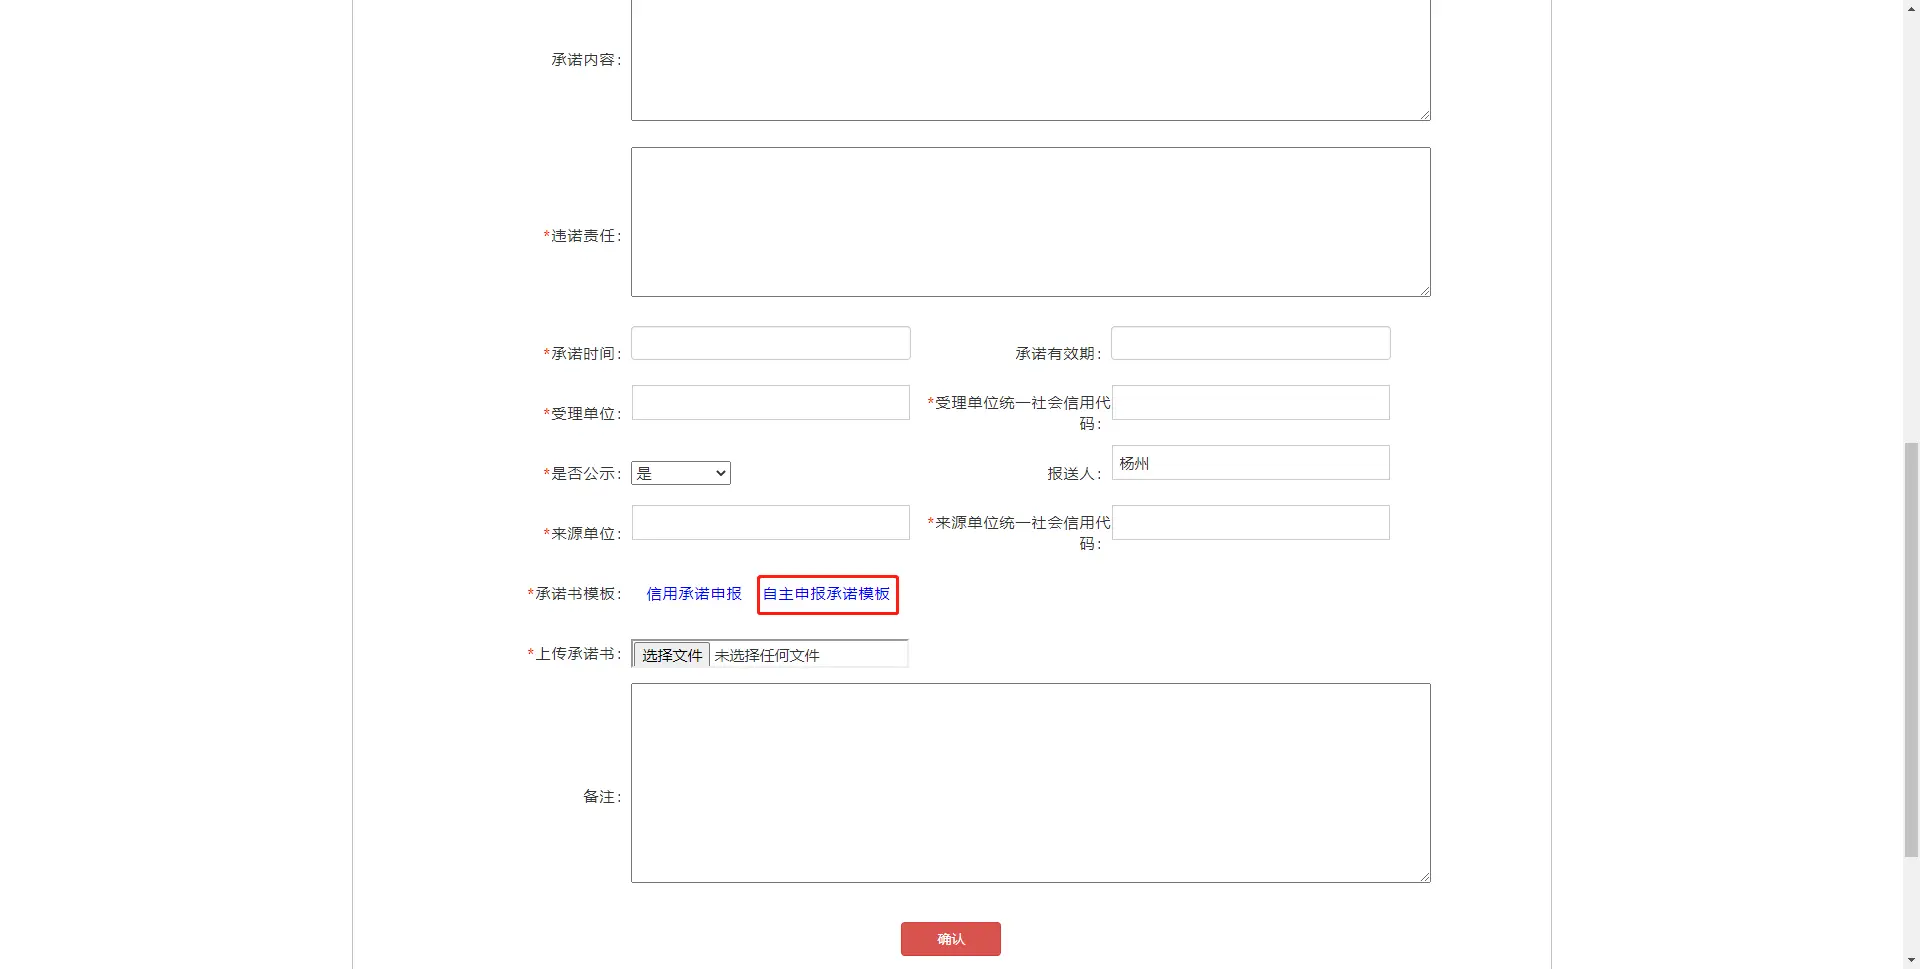 承诺内容：
*违诺责任：
*承诺时间： 承诺有效期：
*受理单位： *受理单位统一社会信用代
码：
*是否公示： 是 报送人： 杨州
*来源单位： *来源单位统一社会信用代
码：
*承诺书模板： 信用承诺申报 自主申报承诺模板
*上传承诺书： 选择文件 未选择任何文件
备注：
确认